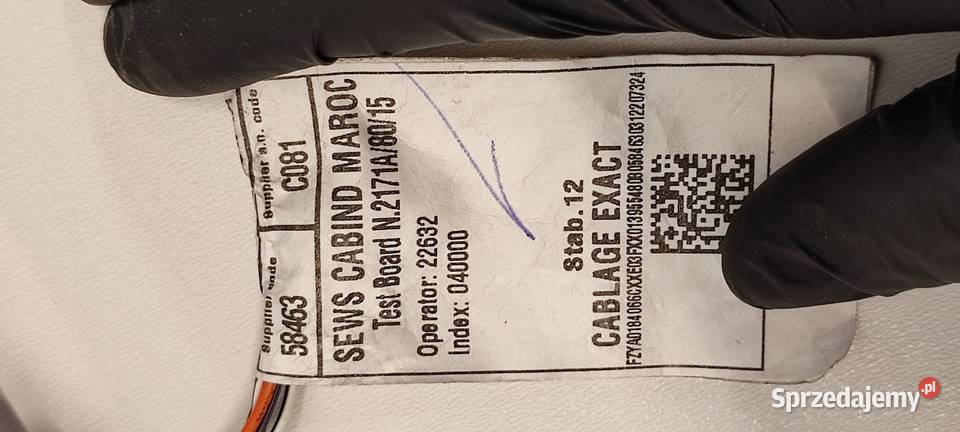 Supplier code
Supplier a.n. code
58463
C081
SEWS CABIND MAROC
Test Board N.2171A/80/15
Operator: 22632
Index: 040000
Stab.12
CABLAGE EXACT
Sprzedajemy.pl